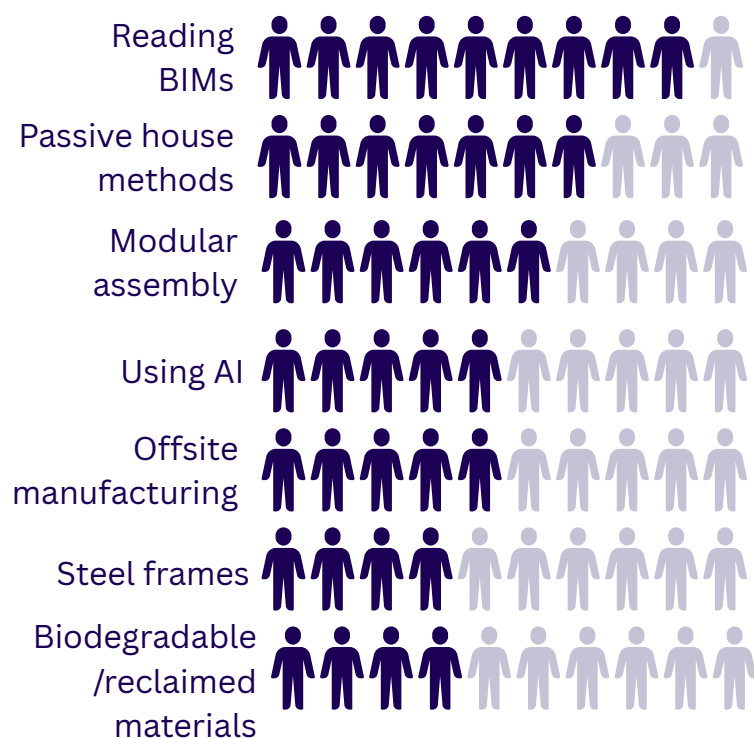 Reading
BIMs
Passive house
methods
Modular
assembly
Using AI
Offsite
manufacturing
Steel frames
Biodegradable
/reclaimed
materials